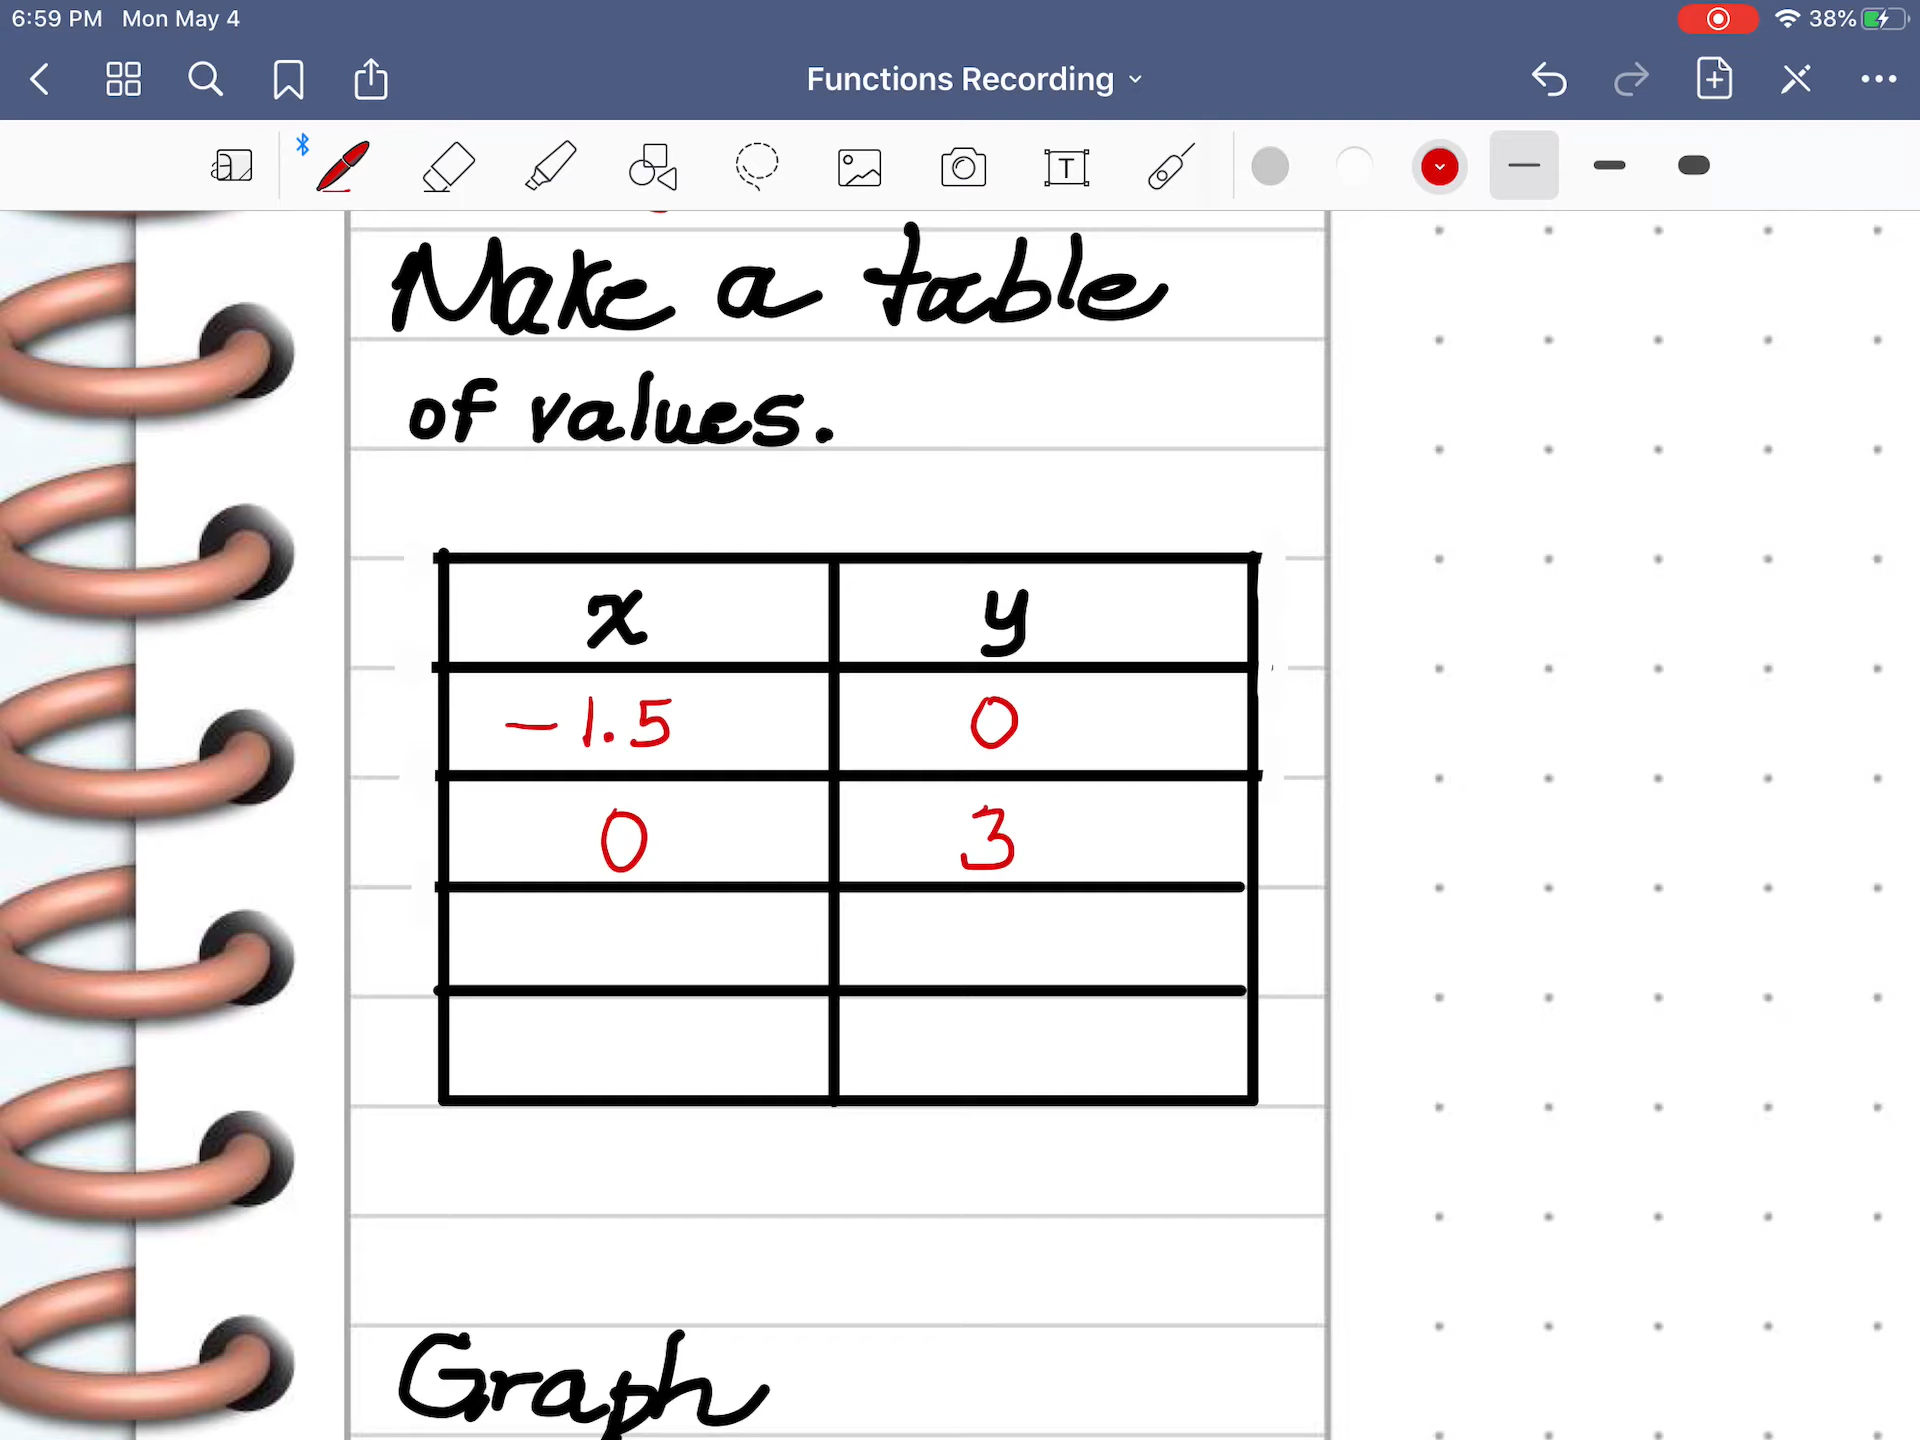 6:59 PM Mon May 4
38%
Functions Recording
T
Make a table
of values.
x y
-1.5 0
0 3
Graph